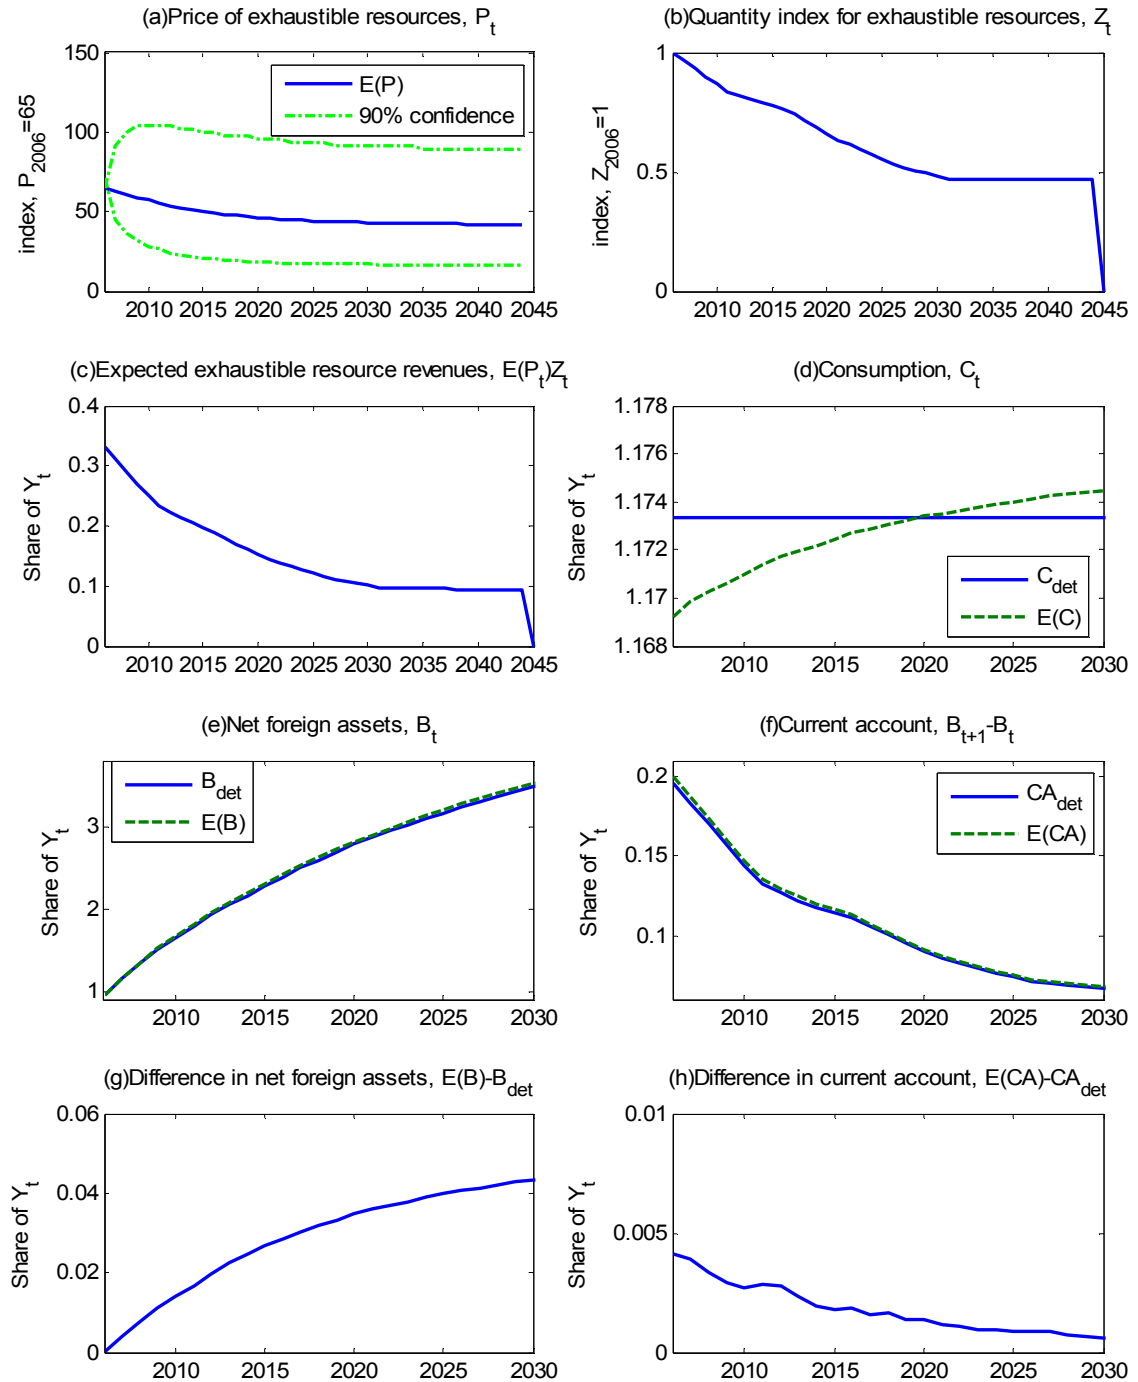 (a)Price of exhaustible resources, P_t
index, P_2006=65
150
100
50
0
E(P)
90% confidence
2010 2015 2020 2025 2030 2035 2040 2045
(b)Quantity index for exhaustible resources, Z_t
index, Z_2006=1
1
0.5
0
2010 2015 2020 2025 2030 2035 2040 2045
(c)Expected exhaustible resource revenues, E(P_t)Z_t
Share of Y_t
0.4
0.3
0.2
0.1
0
2010 2015 2020 2025 2030 2035 2040 2045
(d)Consumption, C_t
Share of Y_t
1.178
1.176
1.174
1.172
1.17
1.168
C_det
E(C)
2010 2015 2020 2025 2030
(e)Net foreign assets, B_t
Share of Y_t
3
2
1
B_det
E(B)
2010 2015 2020 2025 2030
(f)Current account, B_t+1-B_t
Share of Y_t
0.2
0.15
0.1
CA_det
E(CA)
2010 2015 2020 2025 2030
(g)Difference in net foreign assets, E(B)-B_det
Share of Y_t
0.06
0.04
0.02
0
2010 2015 2020 2025 2030
(h)Difference in current account, E(CA)-CA_det
Share of Y_t
0.01
0.005
0
2010 2015 2020 2025 2030